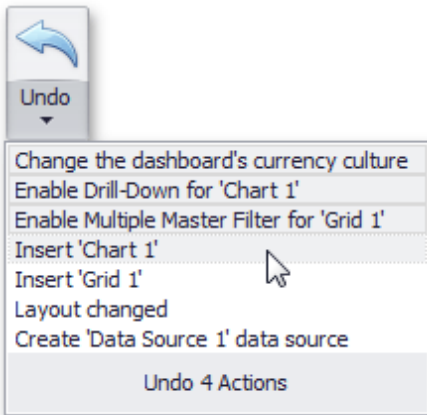 Undo
Change the dashboard's currency culture
Enable Drill-Down for 'Chart 1'
Enable Multiple Master Filter for 'Grid 1'
Insert 'Chart 1'
Insert 'Grid 1'
Layout changed
Create 'Data Source 1' data source
Undo 4 Actions